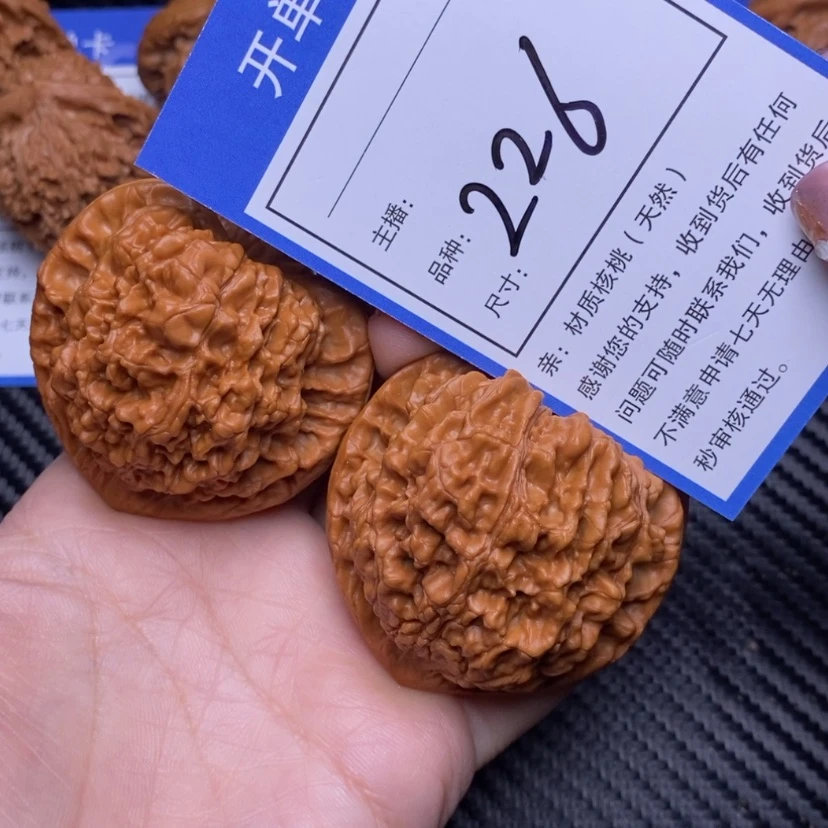 开单
226
主播：
品种：
尺寸：
亲：材质核桃（天然）
感谢您的支持，收到货后有任何
问题可随时联系我们，收到货后
不满意申请七天无理由
秒审核通过。
卡